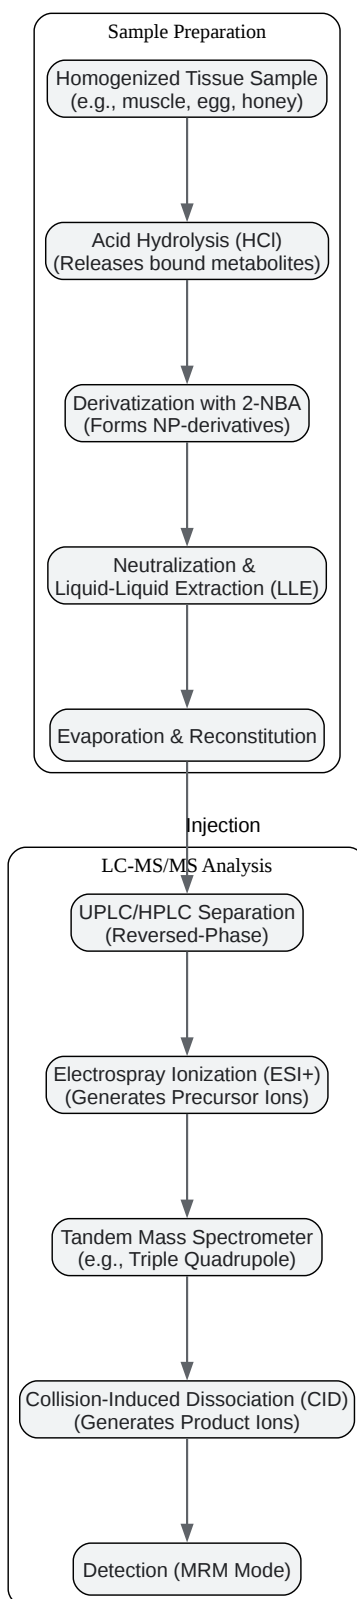 Sample Preparation
Homogenized Tissue Sample
(e.g., muscle, egg, honey)
Acid Hydrolysis (HCl)
(Releases bound metabolites)
Derivatization with 2-NBA
(Forms NP-derivatives)
Neutralization &
Liquid-Liquid Extraction (LLE)
Evaporation & Reconstitution
Injection
LC-MS/MS Analysis
UPLC/HPLC Separation
(Reversed-Phase)
Electrospray Ionization (ESI+)
(Generates Precursor Ions)
Tandem Mass Spectrometer
(e.g., Triple Quadrupole)
Collision-Induced Dissociation (CID)
(Generates Product Ions)
Detection (MRM Mode)